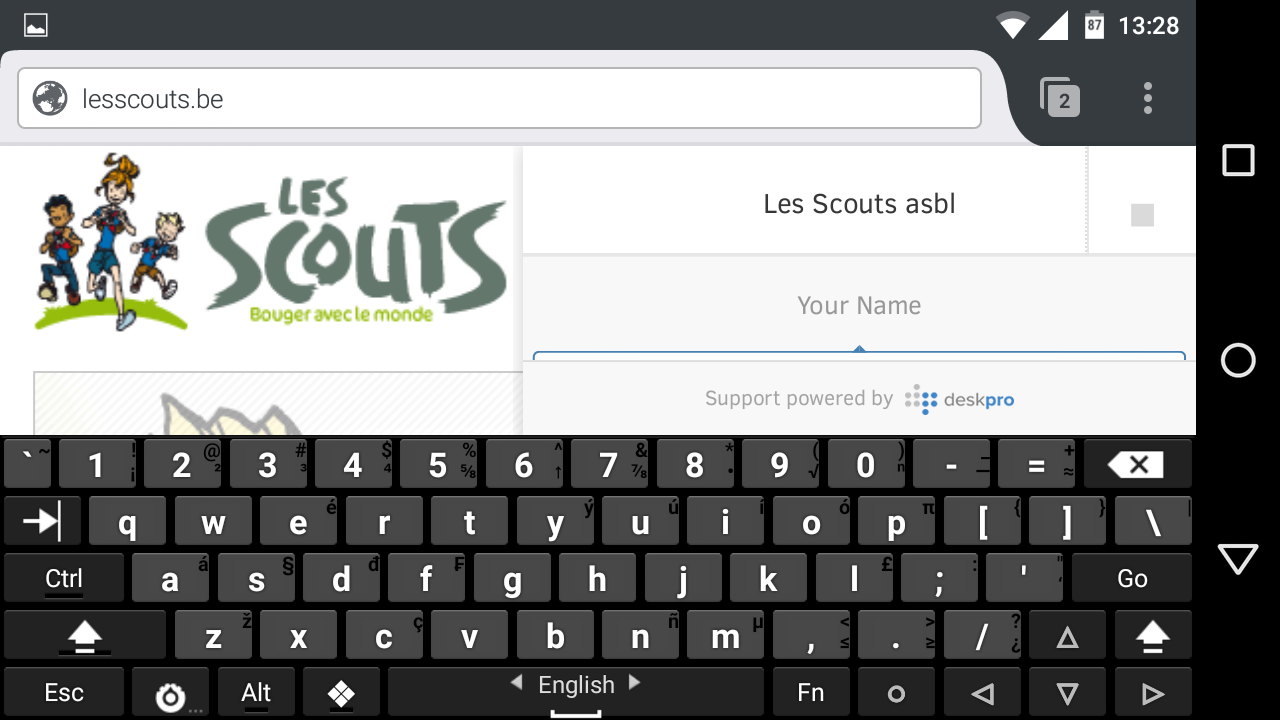 87 13:28
lesscouts.be
2
LES
SCOUTS
Bouger avec le monde
Les Scouts asbl
Your Name
Support powered by deskpro
` ~ 1 ! ¡ 2 @ ² 3 # ³ 4 $ ⁴ 5 % ⅝ 6 ^ ↑ 7 & ⅞ 8 * • 9 ( √ 0 ) ⁿ - _ – = + ≈
q w e é r t y ý u ú i í o ó p π [ { ] } \ |
Ctrl a á s § d đ f ₣ g h j k l £ ; : ' " Go
z ž x c ç v b n ñ m µ , < ≤ . > ≥ / ? ¿
Esc Alt English Fn